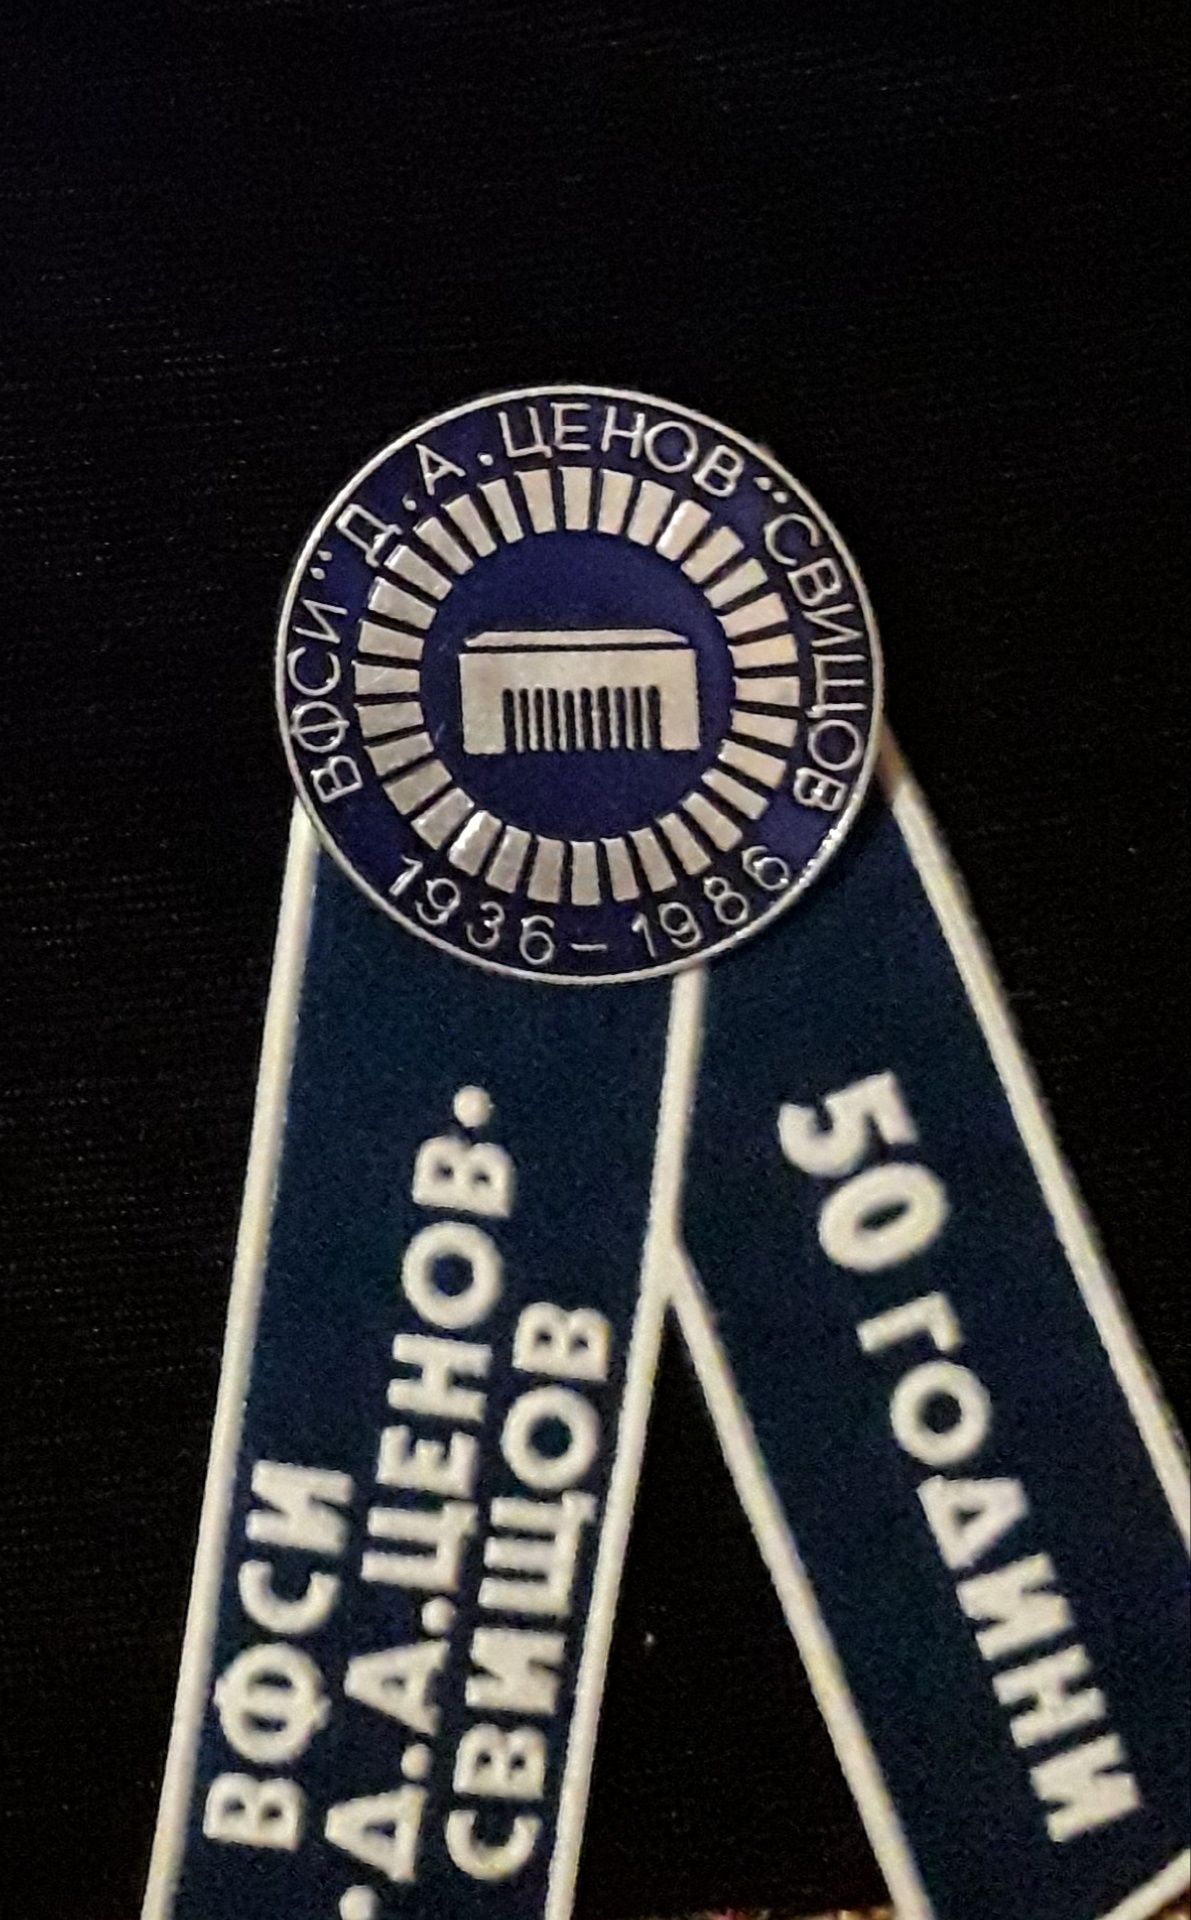 ВФСИ "Д.А.ЦЕНОВ" СВИЩОВ
1936-1986
ВФСИ
"Д.А.ЦЕНОВ"
СВИЩОВ
50 ГОДИНИ